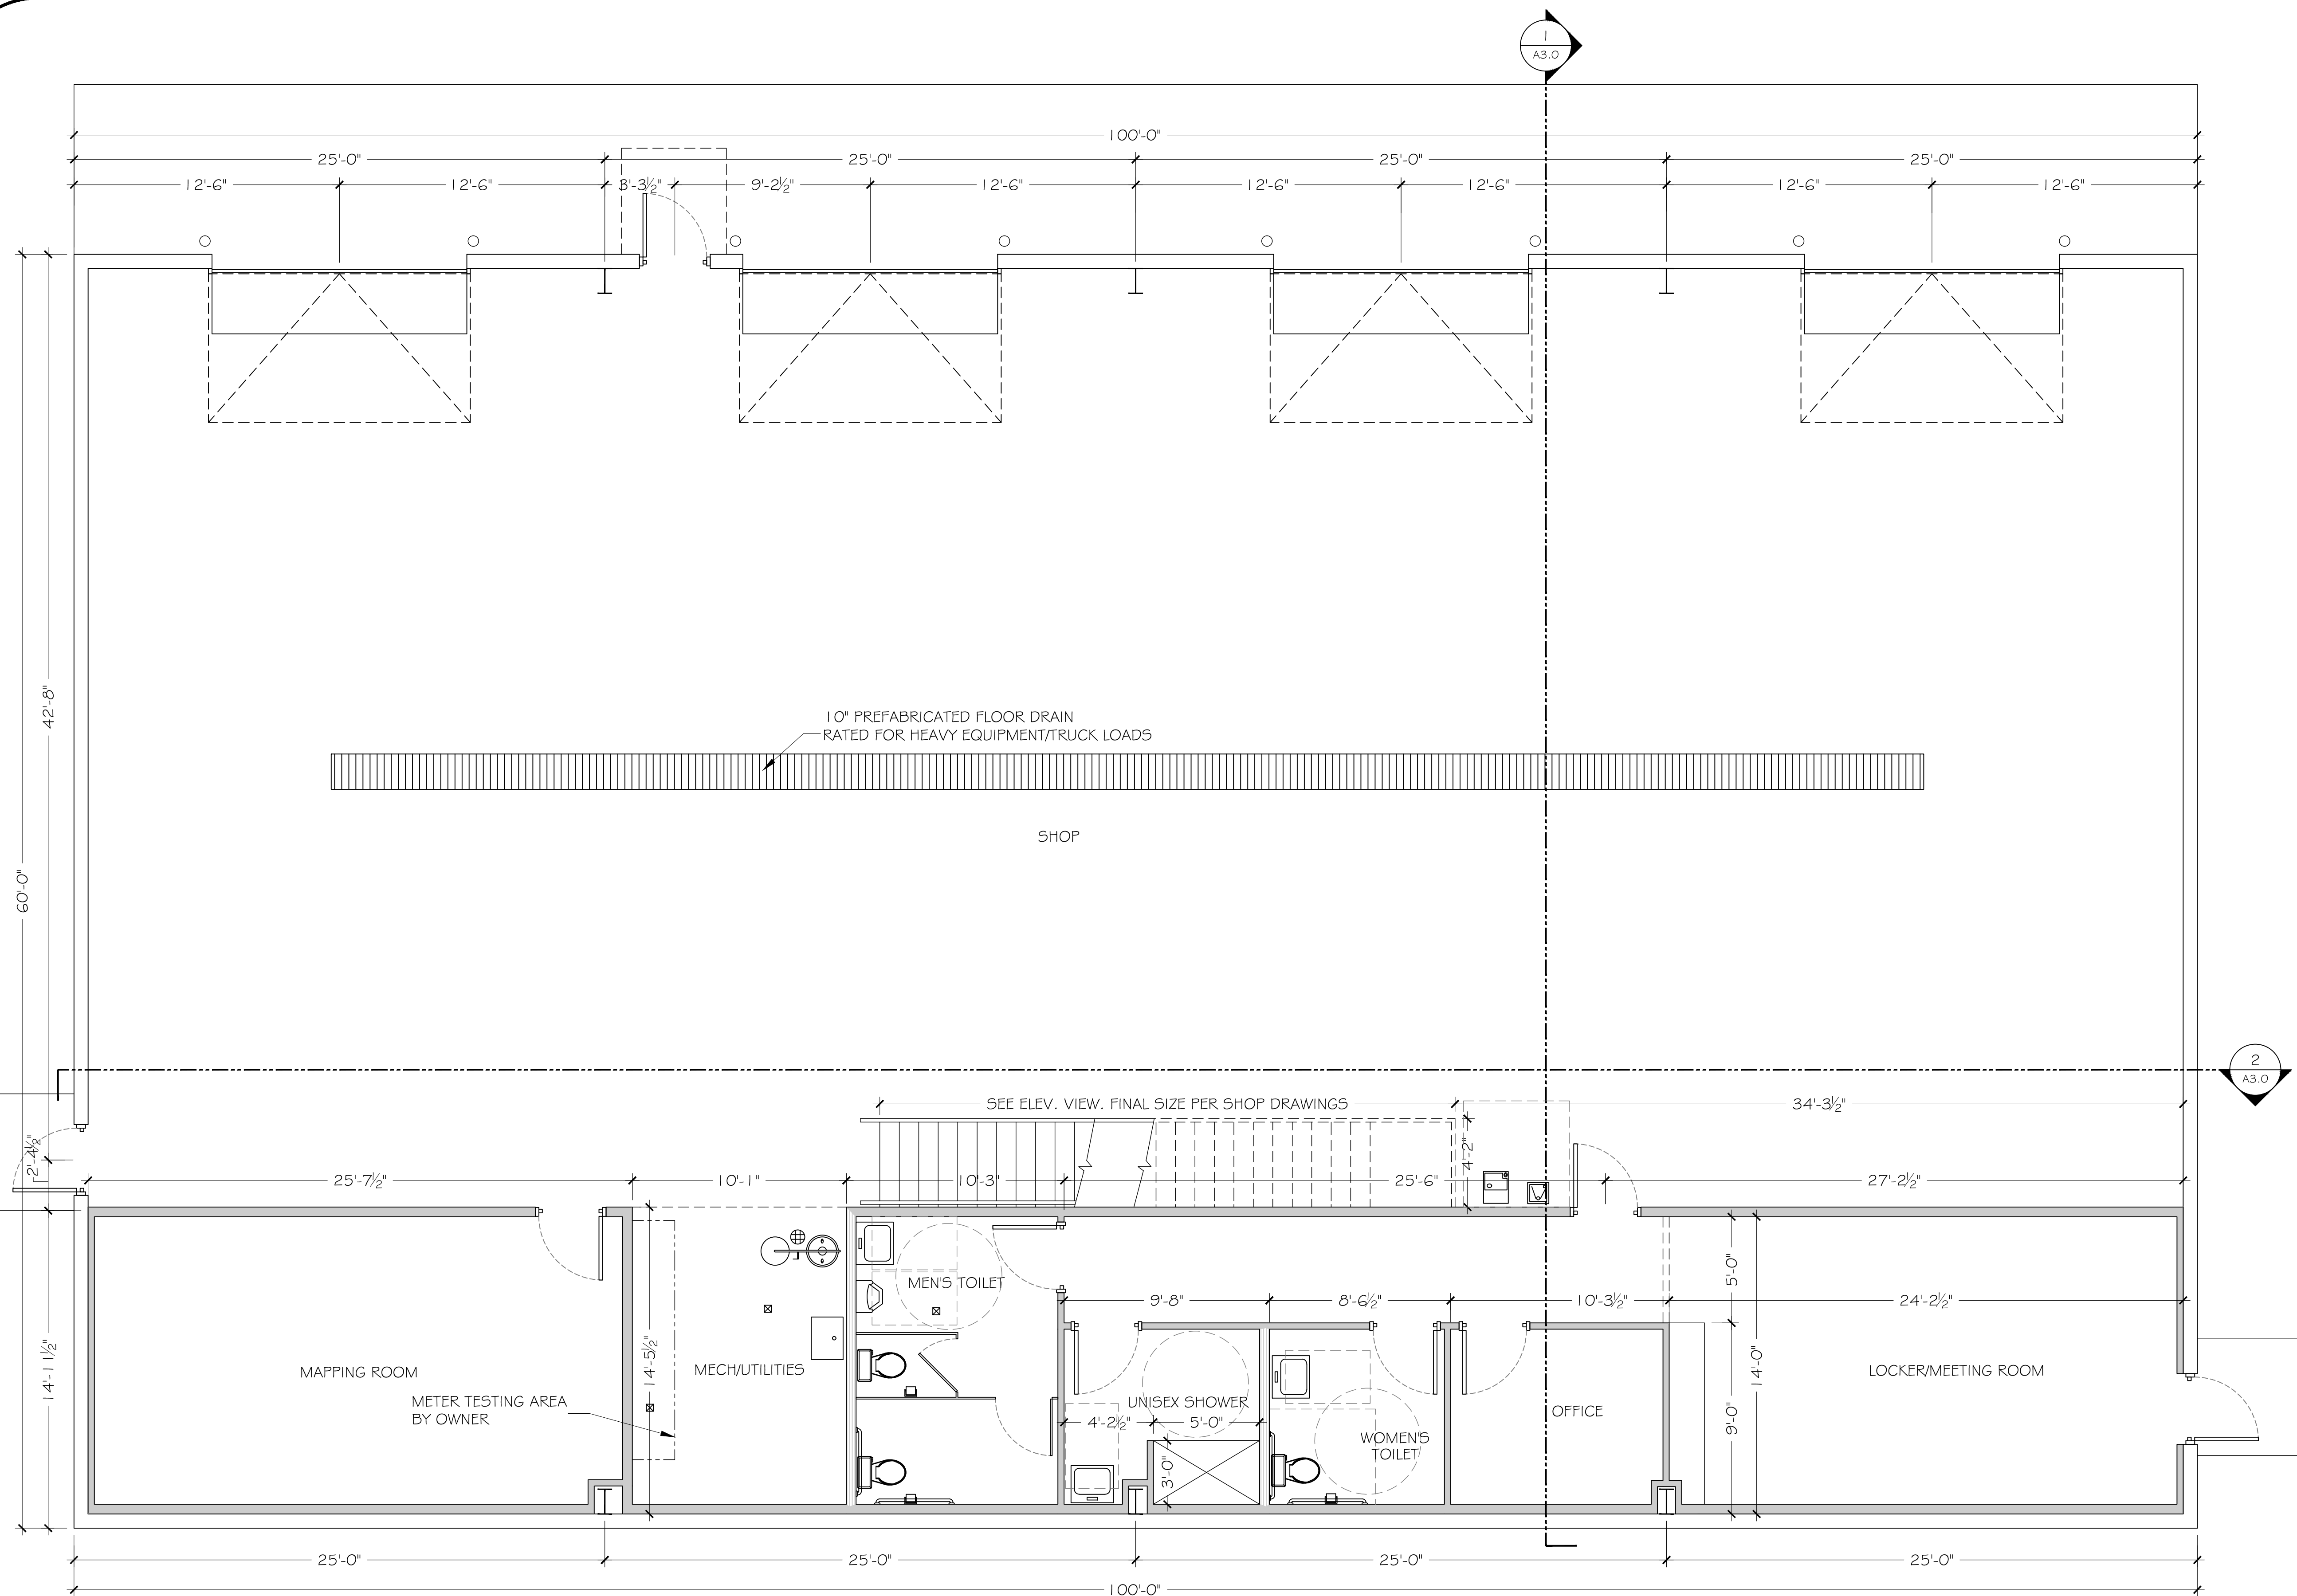 1
A3.0
100'-0"
25'-0"
25'-0"
25'-0"
25'-0"
12'-6"
12'-6"
3'-3½"
9'-2½"
12'-6"
12'-6"
12'-6"
12'-6"
12'-6"
42'-8"
60'-0"
10" PREFABRICATED FLOOR DRAIN
RATED FOR HEAVY EQUIPMENT/TRUCK LOADS
SHOP
2
A3.0
SEE ELEV. VIEW. FINAL SIZE PER SHOP DRAWINGS
34'-3½"
2'-4½"
4'-2"
25'-7½"
10'-1"
10'-3"
25'-6"
27'-2½"
5'-0"
MEN'S TOILET
9'-8"
8'-6½"
10'-3½"
24'-2½"
14'-11½"
14'-5½"
14'-0"
MAPPING ROOM
MECH/UTILITIES
LOCKER/MEETING ROOM
METER TESTING AREA
BY OWNER
UNISEX SHOWER
OFFICE
9'-0"
4'-2½"
5'-0"
WOMEN'S
TOILET
3'-0"
25'-0"
25'-0"
25'-0"
25'-0"
100'-0"